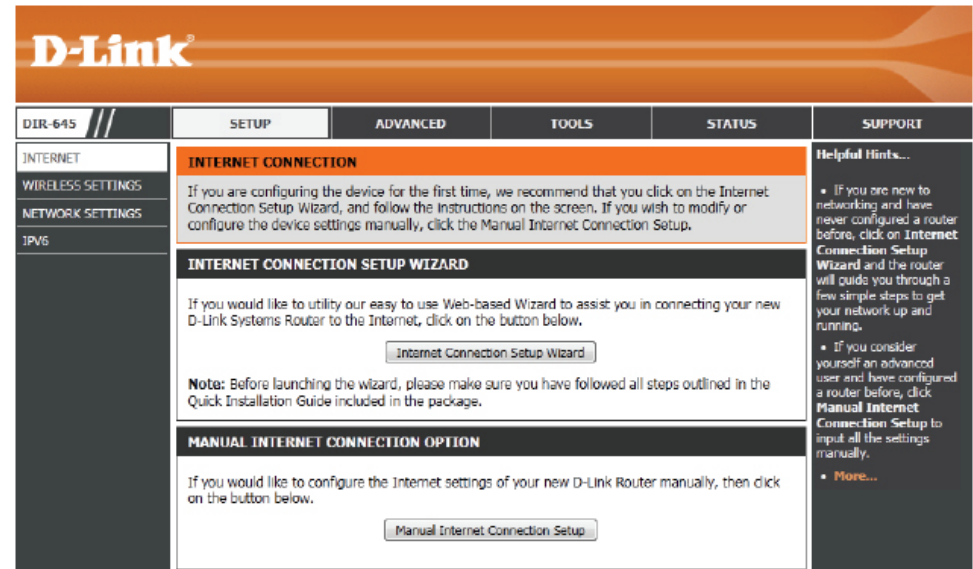 D-Link®
DIR-645
SETUP
ADVANCED
TOOLS
STATUS
SUPPORT
INTERNET
WIRELESS SETTINGS
NETWORK SETTINGS
IPV6
INTERNET CONNECTION
If you are configuring the device for the first time, we recommend that you click on the Internet
Connection Setup Wizard, and follow the instructions on the screen. If you wish to modify or
configure the device settings manually, click the Manual Internet Connection Setup.
INTERNET CONNECTION SETUP WIZARD
If you would like to utility our easy to use Web-based Wizard to assist you in connecting your new
D-Link Systems Router to the Internet, click on the button below.
Internet Connection Setup Wizard
Note: Before launching the wizard, please make sure you have followed all steps outlined in the
Quick Installation Guide included in the package.
MANUAL INTERNET CONNECTION OPTION
If you would like to configure the Internet settings of your new D-Link Router manually, then click
on the button below.
Manual Internet Connection Setup
Helpful Hints...
• If you are new to
networking and have
never configured a router
before, click on Internet
Connection Setup
Wizard and the router
will guide you through a
few simple steps to get
your network up and
running.
• If you consider
yourself an advanced
user and have configured
a router before, click
Manual Internet
Connection Setup to
input all the settings
manually.
• More...